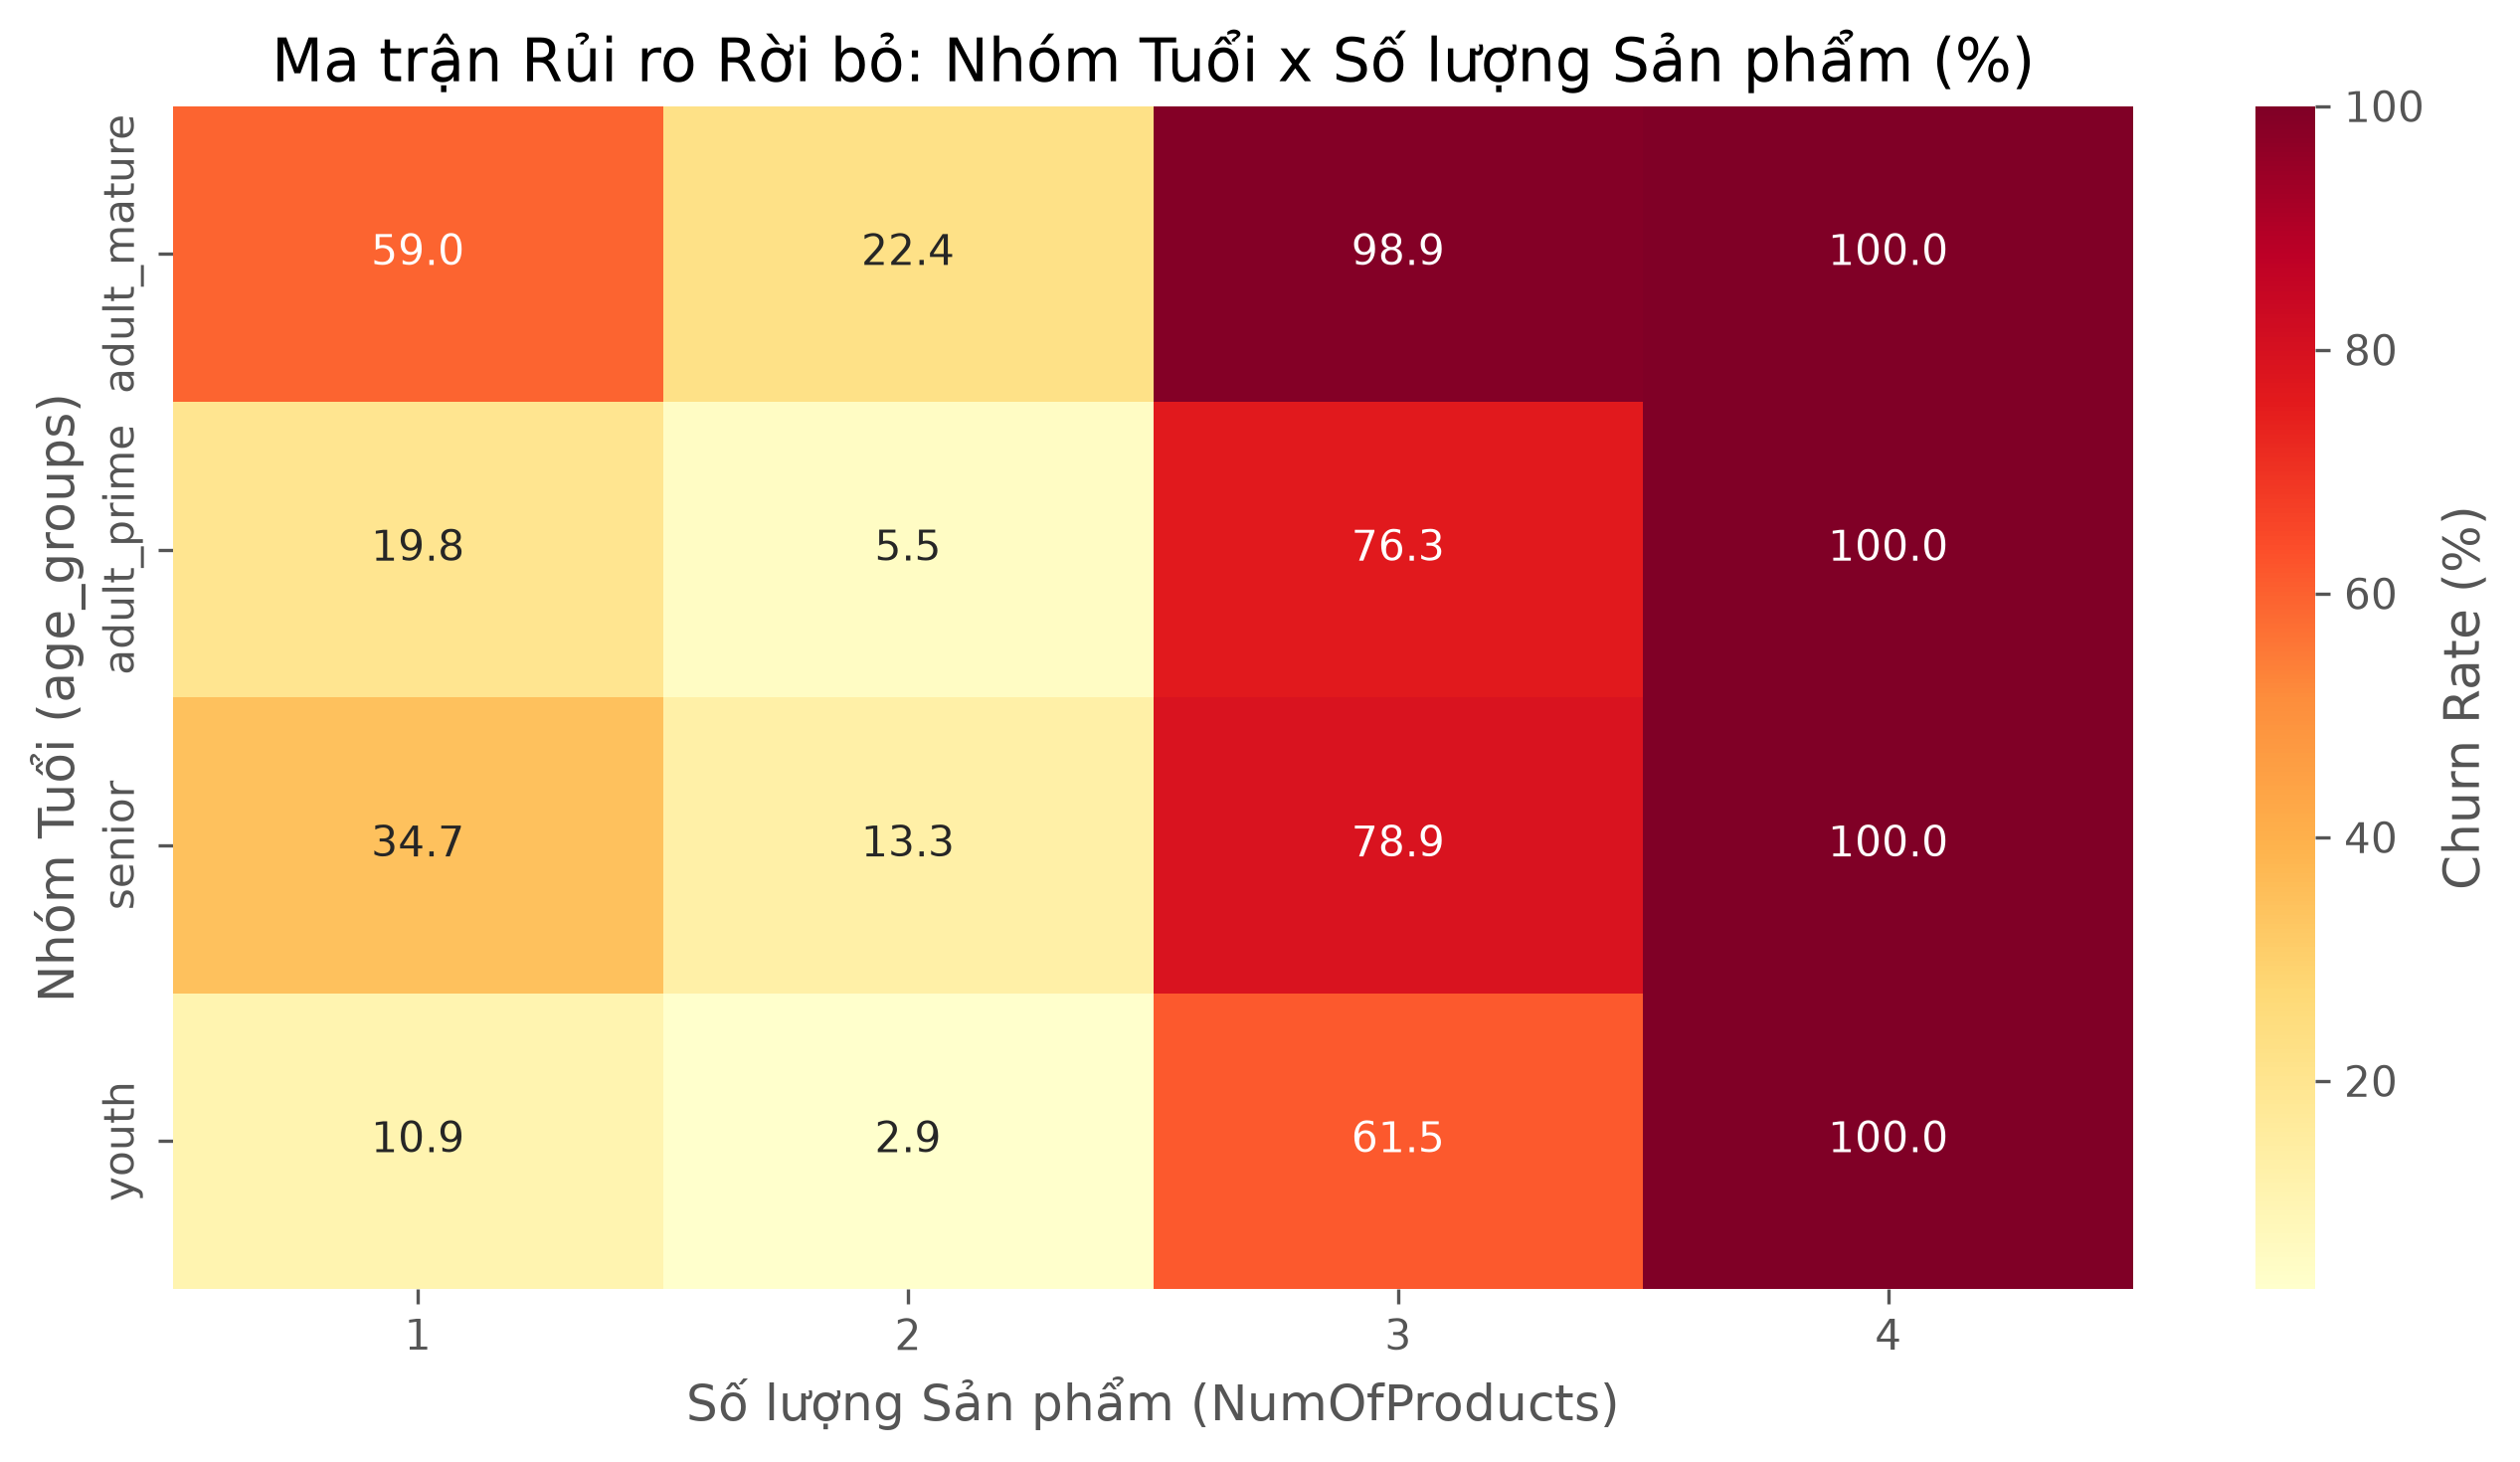 Ma trận Rủi ro Rời bỏ: Nhóm Tuổi x Số lượng Sản phẩm (%)
Nhóm Tuổi (age_groups)
adult_mature
59.0 22.4 98.9 100.0
adult_prime
19.8 5.5 76.3 100.0
senior
34.7 13.3 78.9 100.0
youth
10.9 2.9 61.5 100.0
1 2 3 4
Số lượng Sản phẩm (NumOfProducts)
100
80
60
40
20
Churn Rate (%)